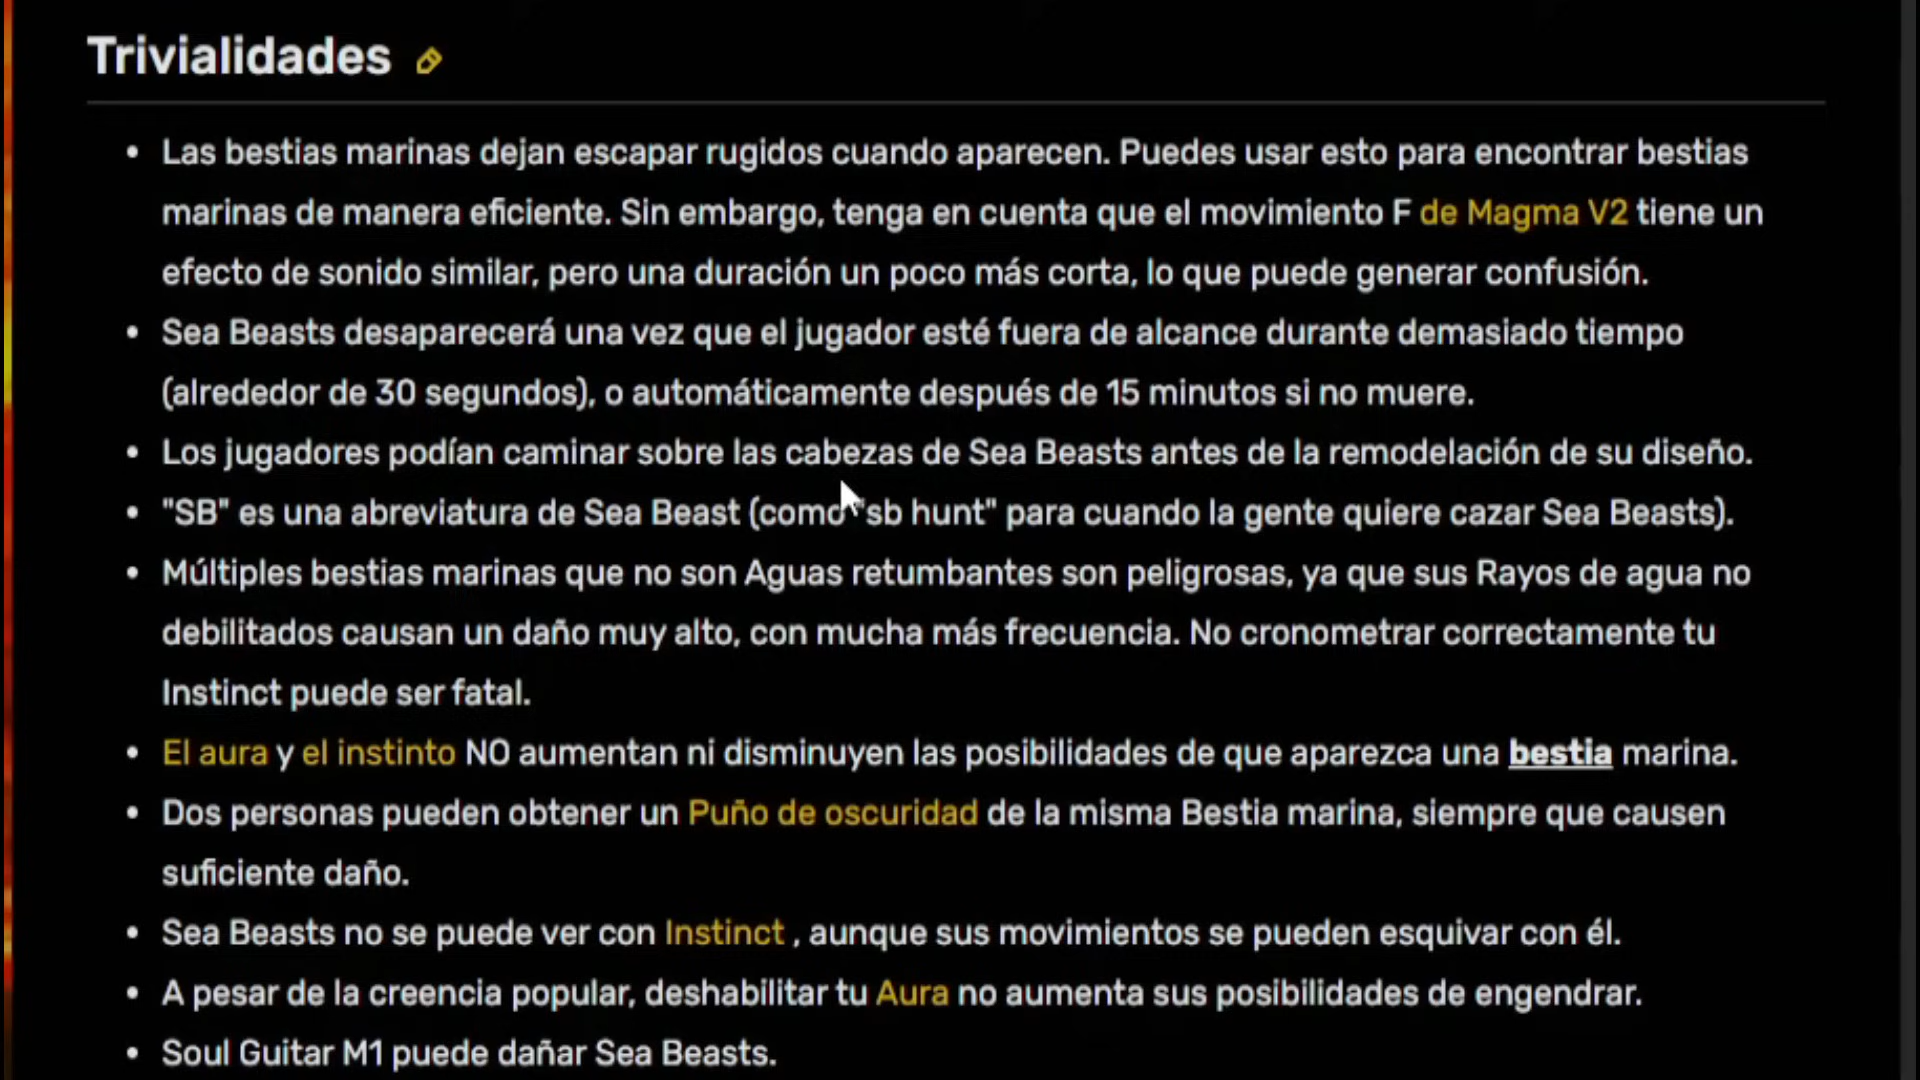 Trivialidades
Las bestias marinas dejan escapar rugidos cuando aparecen. Puedes usar esto para encontrar bestias
marinas de manera eficiente. Sin embargo, tenga en cuenta que el movimiento F de Magma V2 tiene un
efecto de sonido similar, pero una duración un poco más corta, lo que puede generar confusión.
Sea Beasts desaparecerá una vez que el jugador esté fuera de alcance durante demasiado tiempo
(alrededor de 30 segundos), o automáticamente después de 15 minutos si no muere.
Los jugadores podían caminar sobre las cabezas de Sea Beasts antes de la remodelación de su diseño.
"SB" es una abreviatura de Sea Beast (como "sb hunt" para cuando la gente quiere cazar Sea Beasts).
Múltiples bestias marinas que no son Aguas retumbantes son peligrosas, ya que sus Rayos de agua no
debilitados causan un daño muy alto, con mucha más frecuencia. No cronometrar correctamente tu
Instinct puede ser fatal.
El aura y el instinto NO aumentan ni disminuyen las posibilidades de que aparezca una bestia marina.
Dos personas pueden obtener un Puño de oscuridad de la misma Bestia marina, siempre que causen
suficiente daño.
Sea Beasts no se puede ver con Instinct , aunque sus movimientos se pueden esquivar con él.
A pesar de la creencia popular, deshabilitar tu Aura no aumenta sus posibilidades de engendrar.
Soul Guitar M1 puede dañar Sea Beasts.